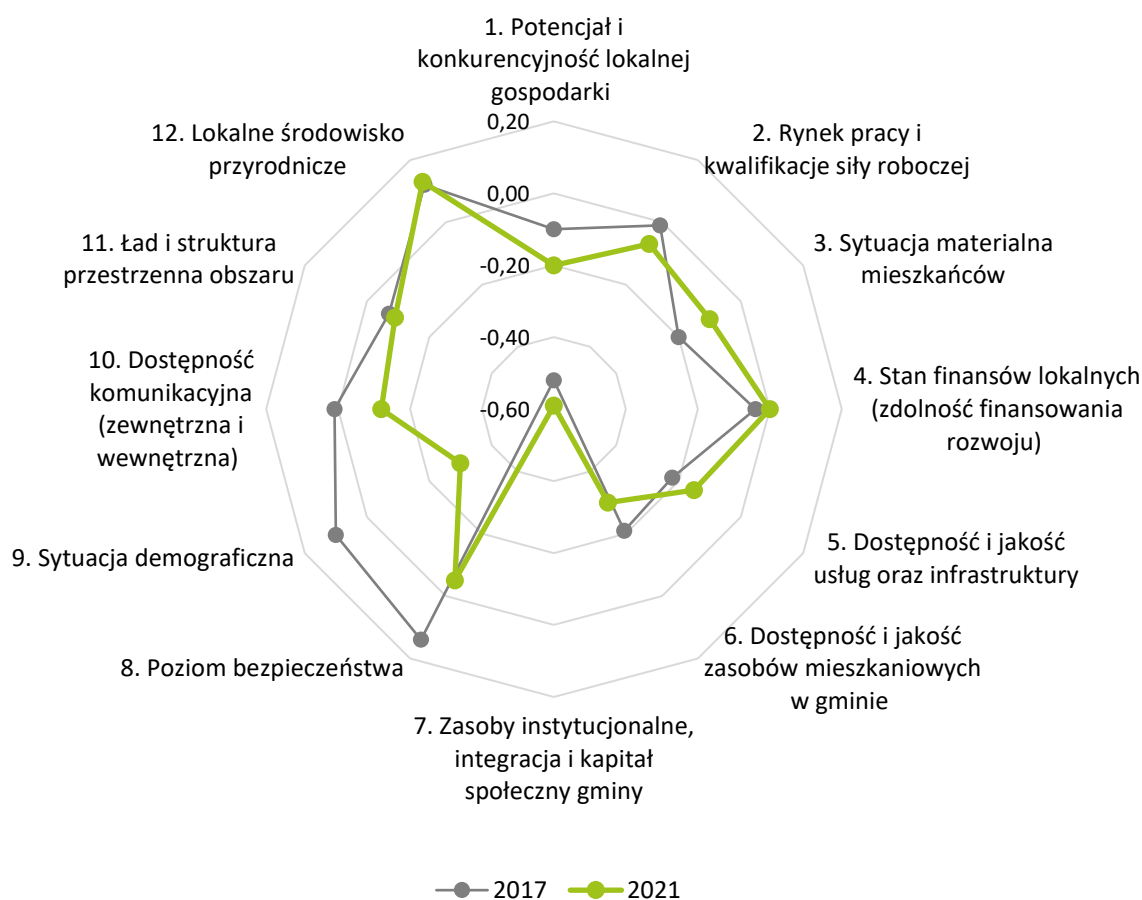 1. Potencjał i
konkurencyjność lokalnej
gospodarki
2. Rynek pracy i
kwalifikacje siły roboczej
3. Sytuacja materialna
mieszkańców
4. Stan finansów lokalnych
(zdolność finansowania
rozwoju)
5. Dostępność i jakość
usług oraz infrastruktury
6. Dostępność i jakość
zasobów mieszkaniowych
w gminie
7. Zasoby instytucjonalne,
integracja i kapitał
społeczny gminy
8. Poziom bezpieczeństwa
9. Sytuacja demograficzna
10. Dostępność
komunikacyjna
(zewnętrzna i
wewnętrzna)
11. Ład i struktura
przestrzenna obszaru
12. Lokalne środowisko
przyrodnicze
0,20
0,00
-0,20
-0,40
-0,60
2017
2021